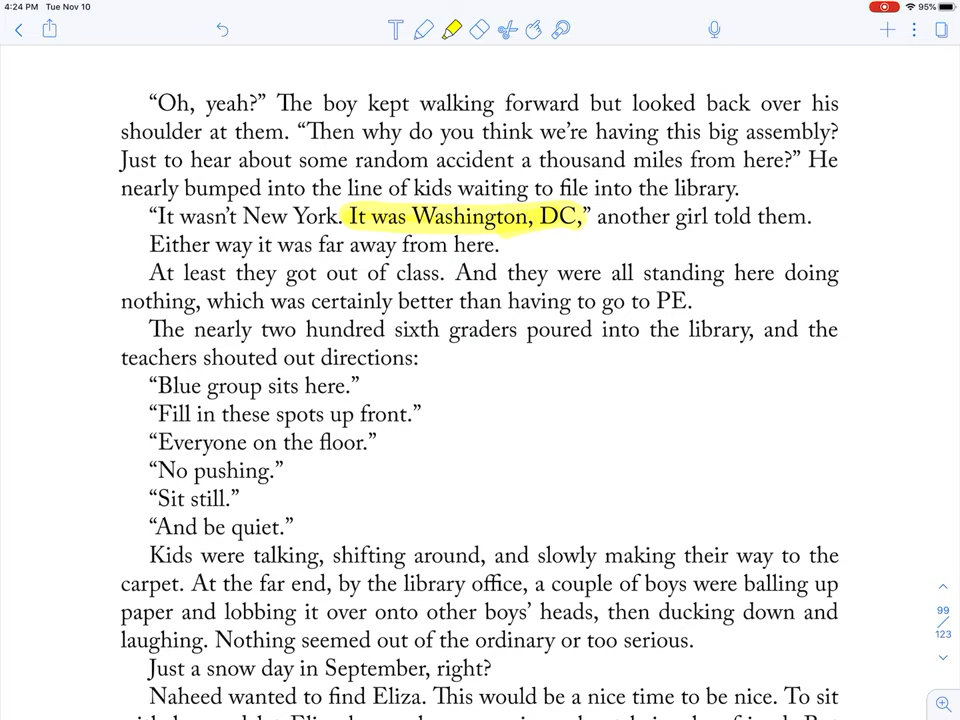 4:24 PM Tue Nov 10
95%
“Oh, yeah?” The boy kept walking forward but looked back over his
shoulder at them. “Then why do you think we’re having this big assembly?
Just to hear about some random accident a thousand miles from here?” He
nearly bumped into the line of kids waiting to file into the library.
“It wasn’t New York. It was Washington, DC,” another girl told them.
Either way it was far away from here.
At least they got out of class. And they were all standing here doing
nothing, which was certainly better than having to go to PE.
The nearly two hundred sixth graders poured into the library, and the
teachers shouted out directions:
“Blue group sits here.”
“Fill in these spots up front.”
“Everyone on the floor.”
“No pushing.”
“Sit still.”
“And be quiet.”
Kids were talking, shifting around, and slowly making their way to the
carpet. At the far end, by the library office, a couple of boys were balling up
paper and lobbing it over onto other boys’ heads, then ducking down and
laughing. Nothing seemed out of the ordinary or too serious.
Just a snow day in September, right?
Naheed wanted to find Eliza. This would be a nice time to be nice. To sit
99
123